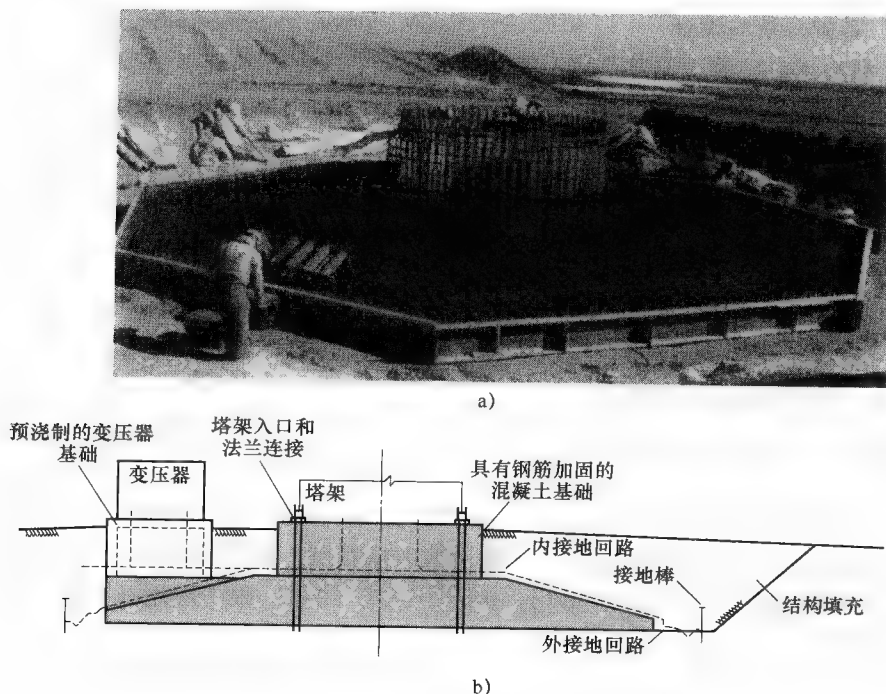 a)
预浇制的变压器
基础
变压器
塔架入口和
法兰连接
塔架
具有钢筋加固的
混凝土基础
内接地回路
接地棒
结构填充
外接地回路
b)